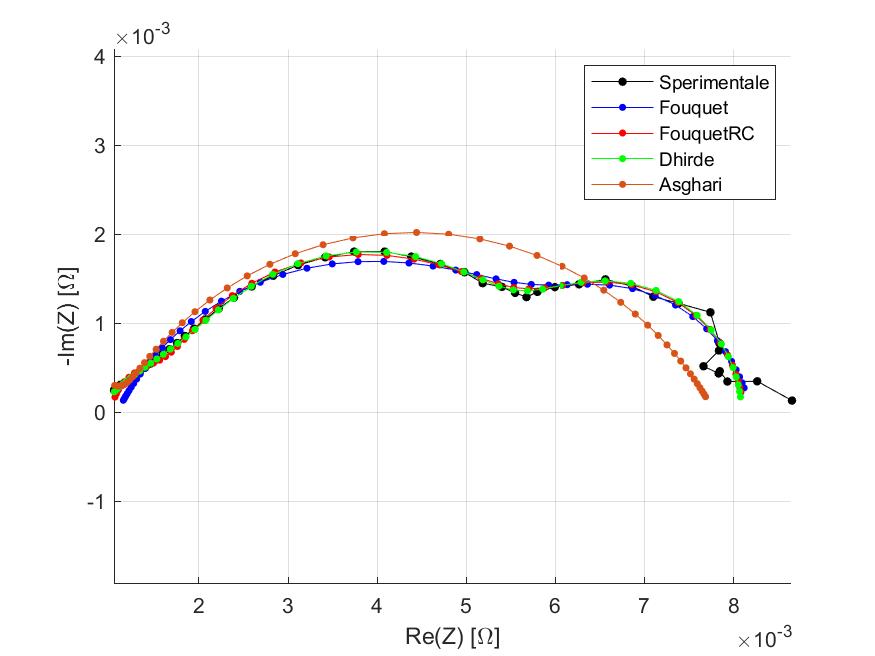 ×10⁻³
4
3
2
1
0
-1
-Im(Z) [Ω]
2 3 4 5 6 7 8
Re(Z) [Ω]
×10⁻³
Sperimentale
Fouquet
FouquetRC
Dhirde
Asghari